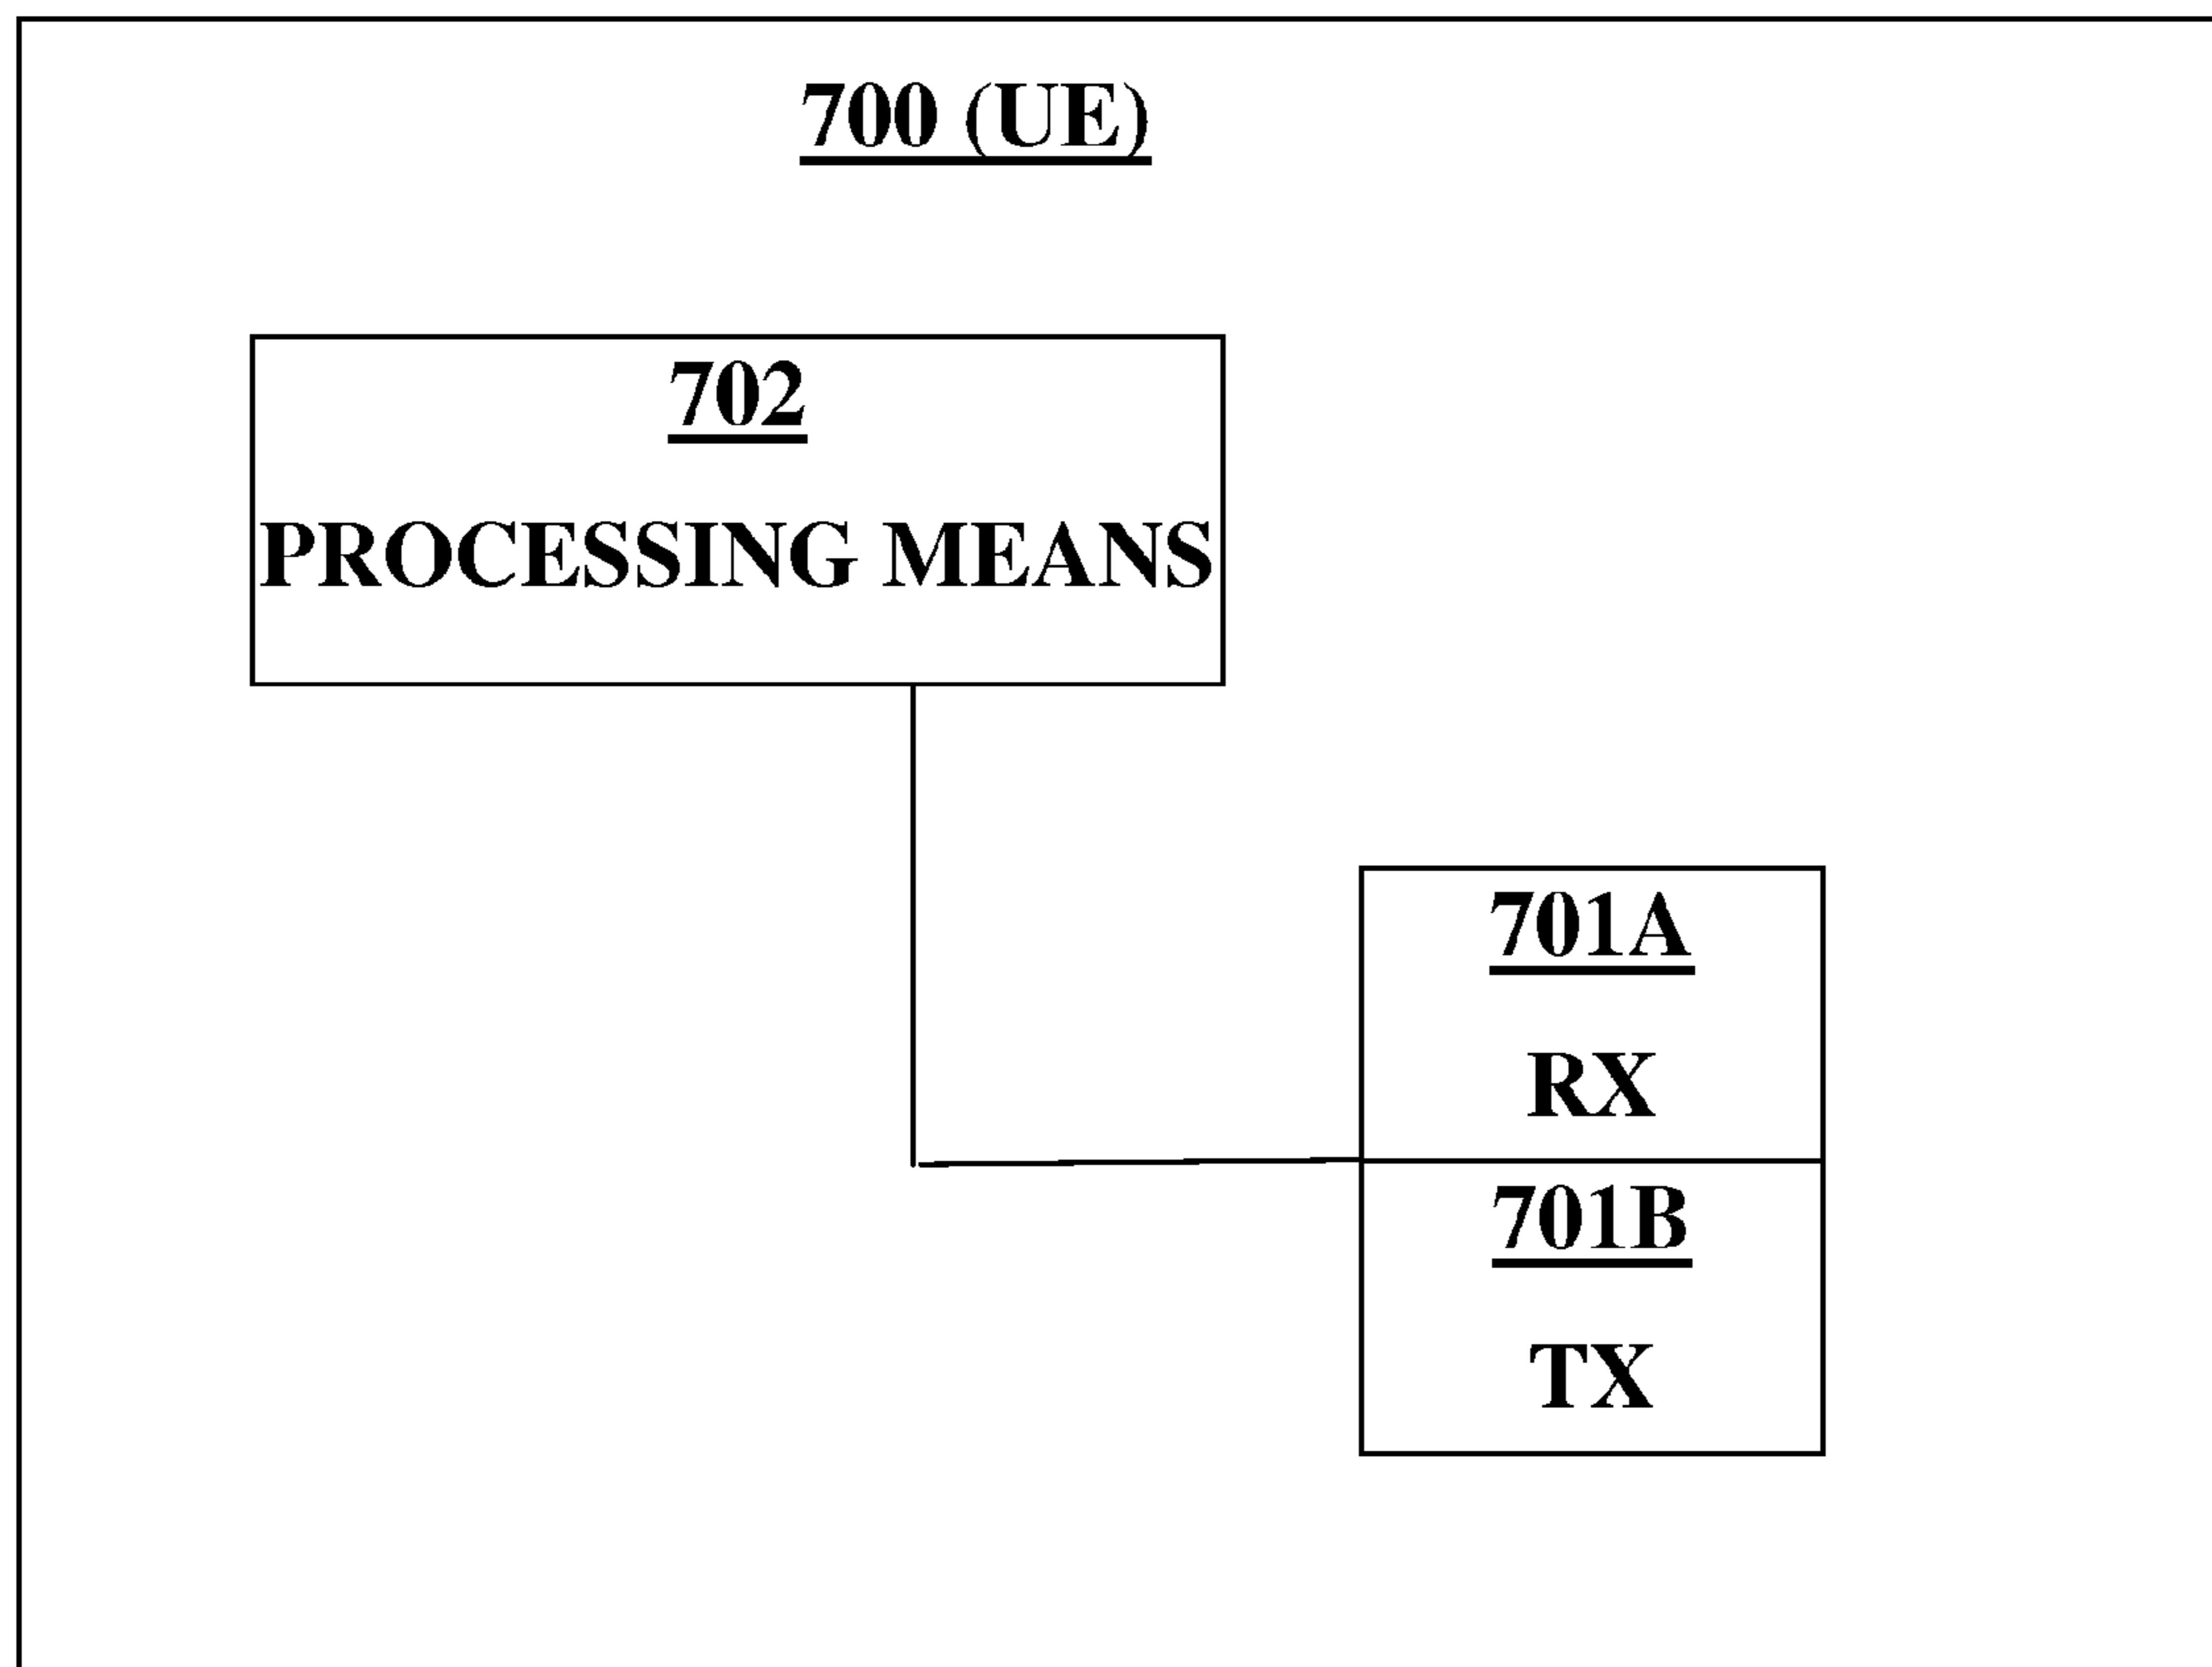 700 (UE)
702
PROCESSING MEANS
701A
RX
701B
TX